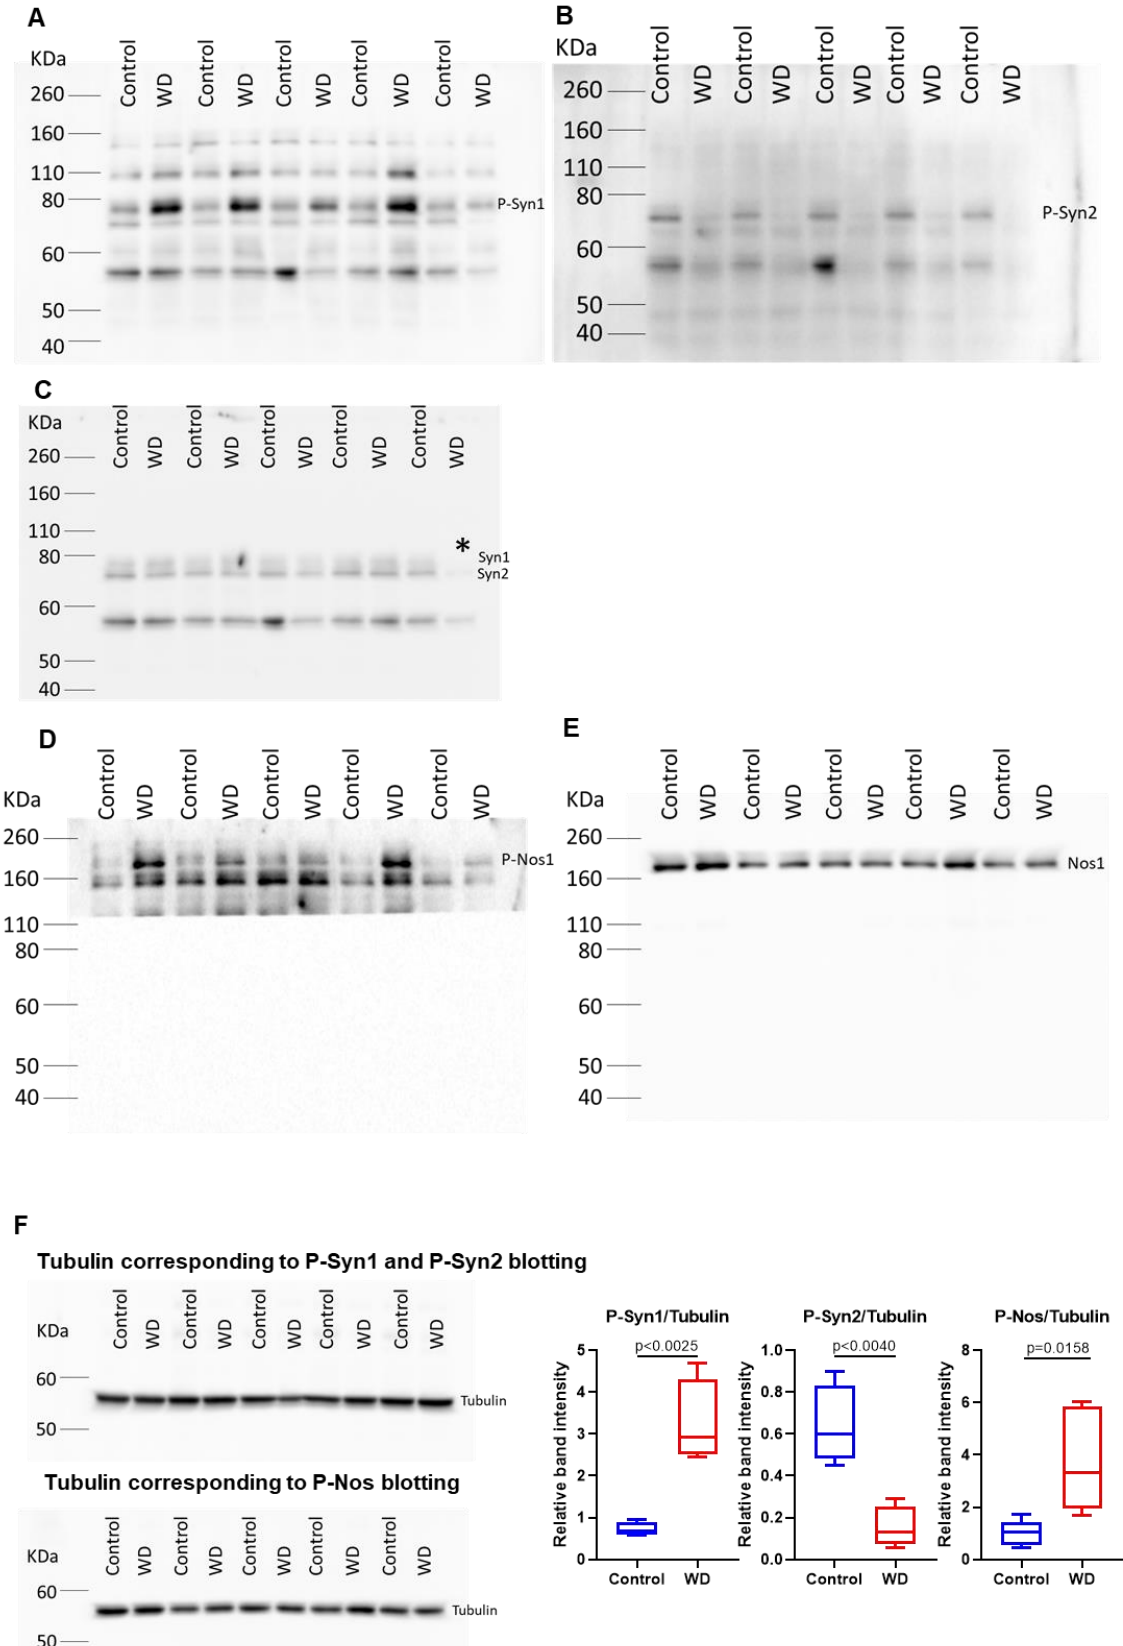 A
KDa
Control
WD
Control
WD
Control
WD
Control
WD
Control
WD
260
160
110
80
60
50
40
P-Syn1
B
KDa
Control
WD
Control
WD
Control
WD
Control
WD
Control
WD
260
160
110
80
60
50
40
P-Syn2
C
KDa
Control
WD
Control
WD
Control
WD
Control
WD
Control
WD
260
160
110
80
60
50
40
*
Syn1
Syn2
D
KDa
Control
WD
Control
WD
Control
WD
Control
WD
Control
WD
260
160
110
80
60
50
40
P-Nos1
E
KDa
Control
WD
Control
WD
Control
WD
Control
WD
Control
WD
260
160
110
80
60
50
40
Nos1
F
Tubulin corresponding to P-Syn1 and P-Syn2 blotting
KDa
Control
WD
Control
WD
Control
WD
Control
WD
Control
WD
60
50
Tubulin
Tubulin corresponding to P-Nos blotting
KDa
Control
WD
Control
WD
Control
WD
Control
WD
Control
WD
60
50
Tubulin
P-Syn1/Tubulin
p<0.0025
Relative band intensity
5
4
3
2
1
0
Control WD
P-Syn2/Tubulin
p<0.0040
Relative band intensity
1.0
0.8
0.6
0.4
0.2
0.0
Control WD
P-Nos/Tubulin
p=0.0158
Relative band intensity
8
6
4
2
0
Control WD